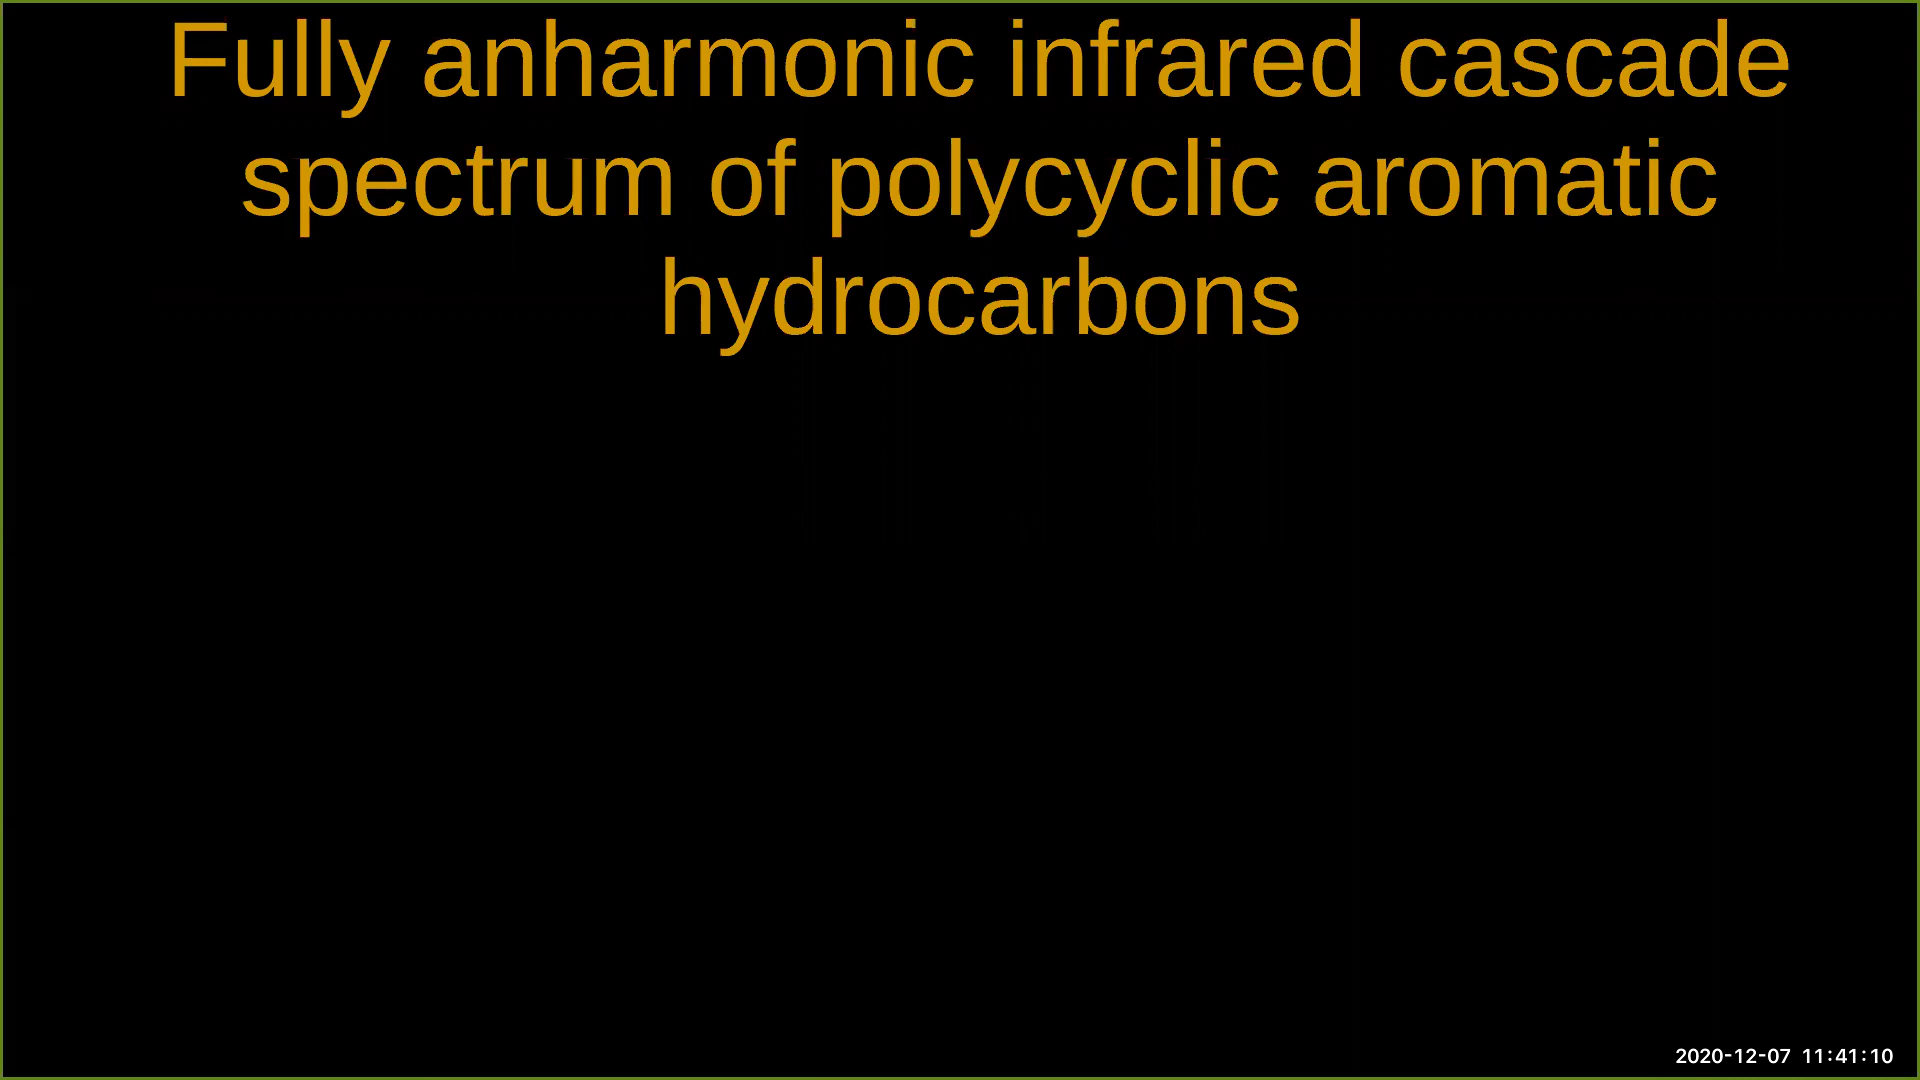 Fully anharmonic infrared cascade
spectrum of polycyclic aromatic
hydrocarbons
2020-12-07 11:41:10